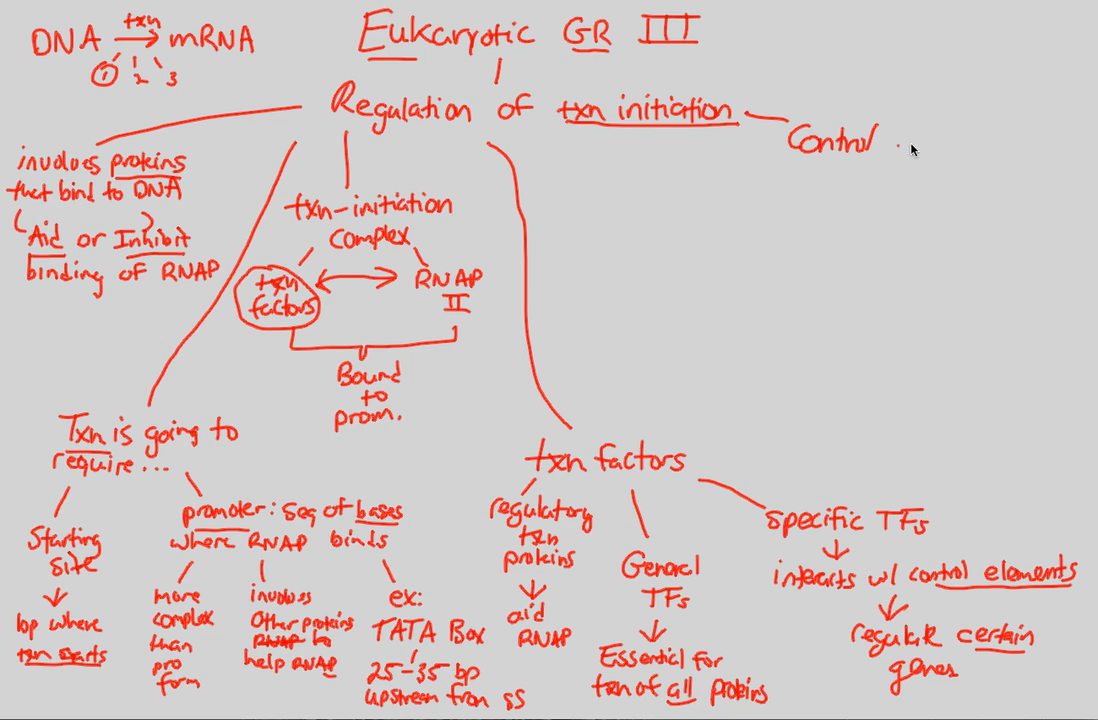 DNA txn→ mRNA
① 2 3
Eukaryotic GR III
Regulation of txn initiation
Control
involves proteins
that bind to DNA
Aid or Inhibit
binding of RNAP
txn-initiation
complex
txn
factors
RNAP
II
Bound
to
prom.
Txn is going to
require...
Starting
site
bp where
txn starts
promoter: seq of bases
where RNAP binds
more
complex
than
pro
form
involves
other proteins
RNAP to
help RNAP
ex:
TATA Box
25-35 bp
upstream from SS
txn factors
regulatory
txn
proteins
aid
RNAP
General
TFs
Essential for
txn of all proteins
specific TFs
interacts w/ control elements
regulate certain
genes